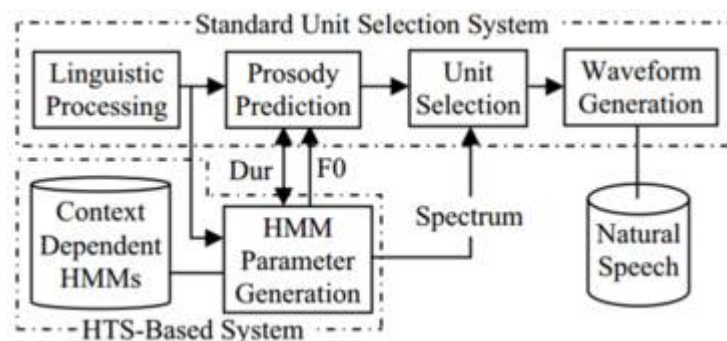 Standard Unit Selection System
Linguistic
Processing
Prosody
Prediction
Unit
Selection
Waveform
Generation
Dur
F0
Context
Dependent
HMMs
HMM
Parameter
Generation
Spectrum
Natural
Speech
HTS-Based System